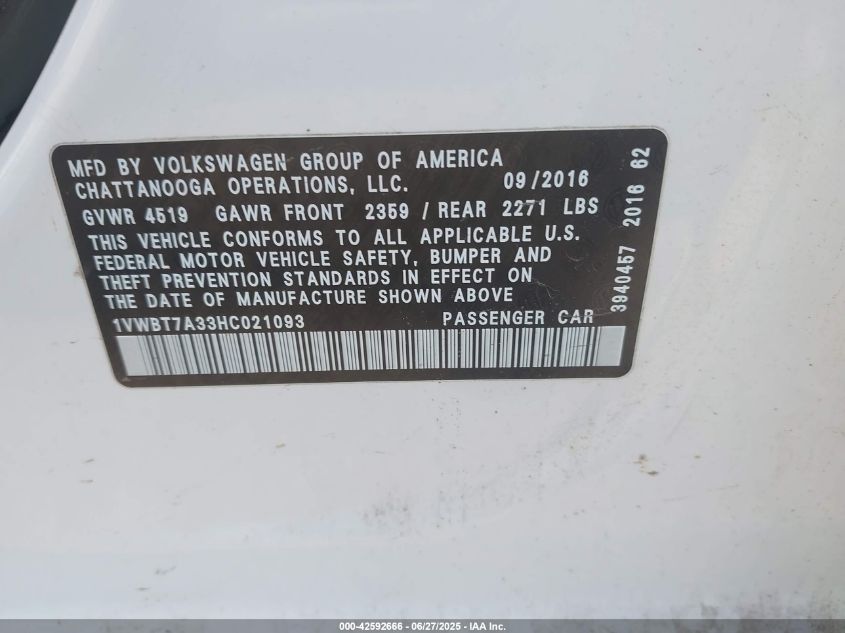 MFD BY VOLKSWAGEN GROUP OF AMERICA
CHATTANOOGA OPERATIONS, LLC. 09/2016
GVWR 4519 GAWR FRONT 2359 / REAR 2271 LBS
THIS VEHICLE CONFORMS TO ALL APPLICABLE U.S.
FEDERAL MOTOR VEHICLE SAFETY, BUMPER AND
THEFT PREVENTION STANDARDS IN EFFECT ON
THE DATE OF MANUFACTURE SHOWN ABOVE
1VWBT7A33HC021093 PASSENGER CAR
3940457 2016 62
000-42592666 - 06/27/2025 - IAA Inc.